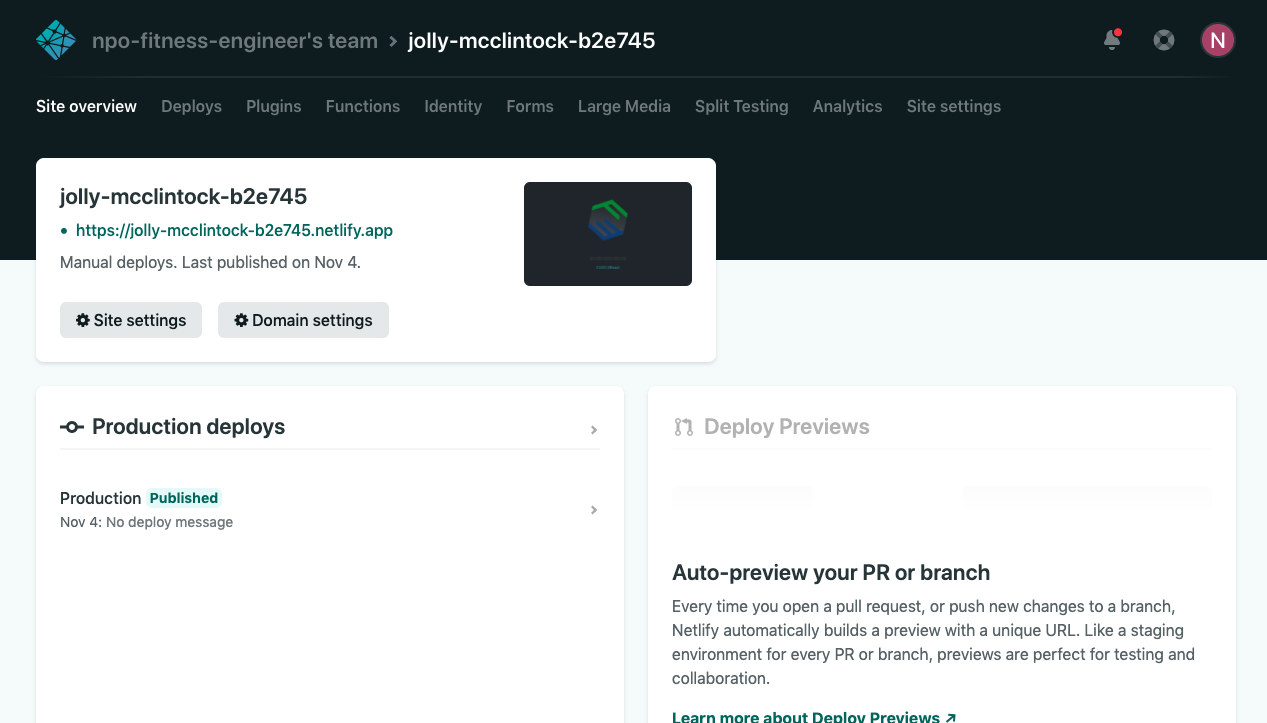 npo-fitness-engineer's team > jolly-mcclintock-b2e745
N
Site overview Deploys Plugins Functions Identity Forms Large Media Split Testing Analytics Site settings
jolly-mcclintock-b2e745
• https://jolly-mcclintock-b2e745.netlify.app
Manual deploys. Last published on Nov 4.
Site settings Domain settings
Production deploys
Production Published
Nov 4: No deploy message
Deploy Previews
Auto-preview your PR or branch
Every time you open a pull request, or push new changes to a branch,
Netlify automatically builds a preview with a unique URL. Like a staging
environment for every PR or branch, previews are perfect for testing and
collaboration.
Learn more about Deploy Previews ↗